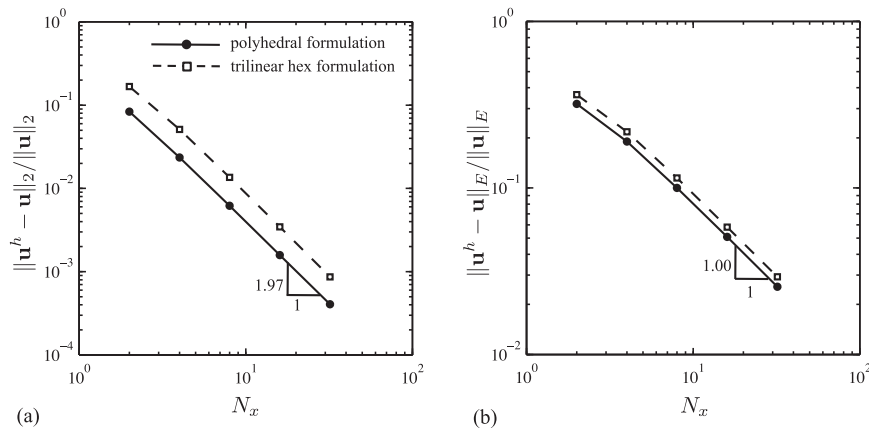 10^0
10^{-1}
10^{-2}
10^{-3}
10^{-4}
‖u^h − u‖_2/‖u‖_2
polyhedral formulation
trilinear hex formulation
1.97
1
10^0
10^1
10^2
N_x
(a)
10^0
10^{-1}
10^{-2}
‖u^h − u‖_E/‖u‖_E
1.00
1
10^0
10^1
10^2
N_x
(b)